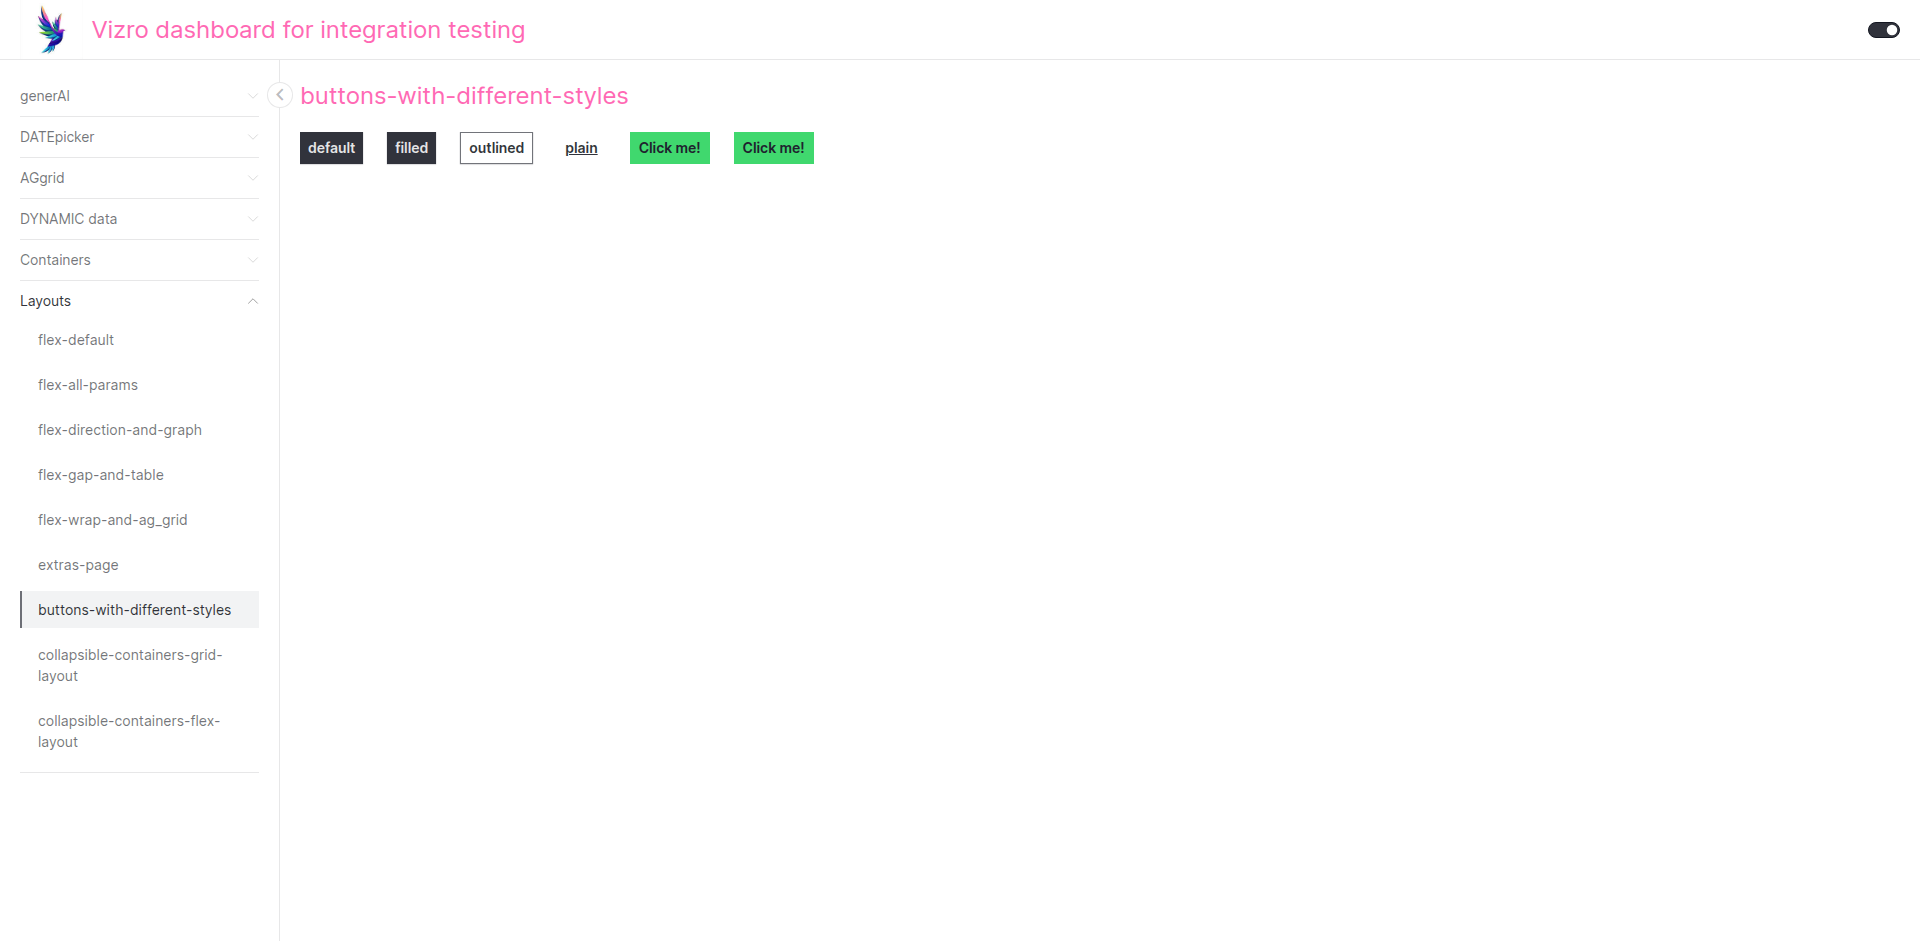 Vizro dashboard for integration testing
generAI
DATEpicker
AGgrid
DYNAMIC data
Containers
Layouts
flex-default
flex-all-params
flex-direction-and-graph
flex-gap-and-table
flex-wrap-and-ag_grid
extras-page
buttons-with-different-styles
collapsible-containers-grid-
layout
collapsible-containers-flex-
layout
buttons-with-different-styles
default filled outlined plain Click me! Click me!